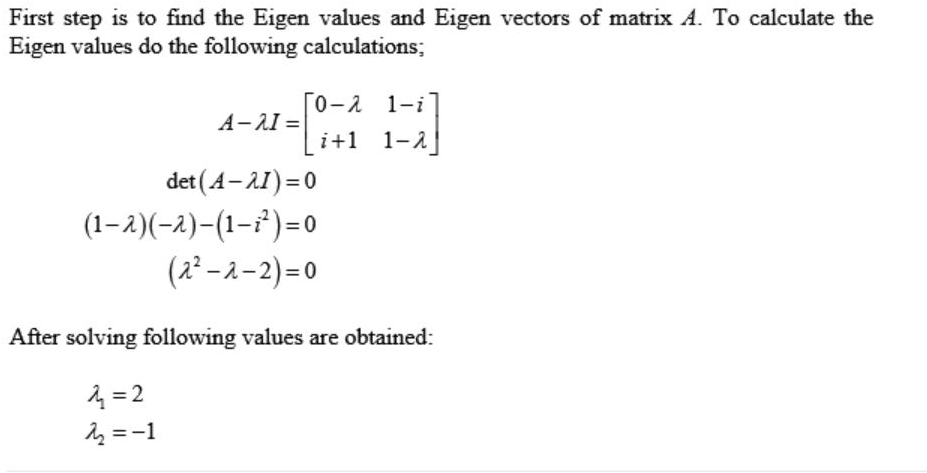 First step is to find the Eigen values and Eigen vectors of matrix A. To calculate the
Eigen values do the following calculations;
A−λI = [0−λ 1−i
i+1 1−λ]
det(A−λI)=0
(1−λ)(−λ)−(1−i²)=0
(λ²−λ−2)=0
After solving following values are obtained:
λ₁ = 2
λ₂ = −1